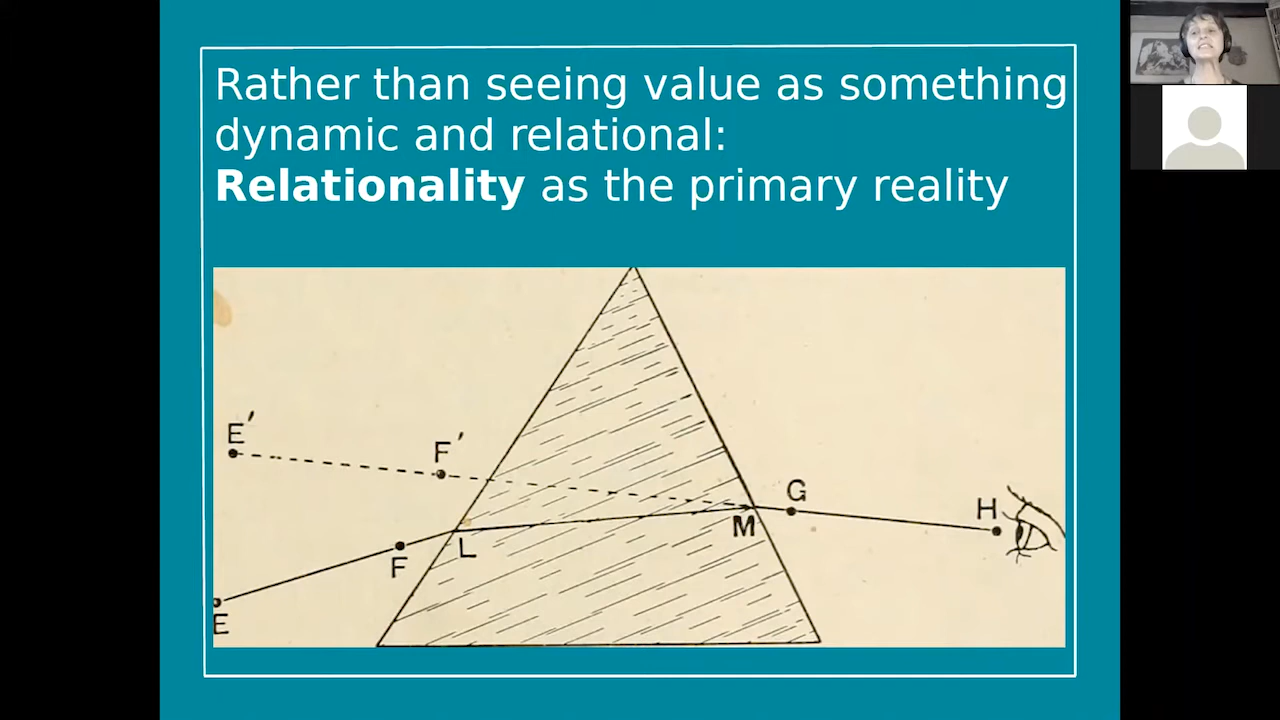 Rather than seeing value as something
dynamic and relational:
Relationality as the primary reality
E′
F′
G
H
M
L
F
E